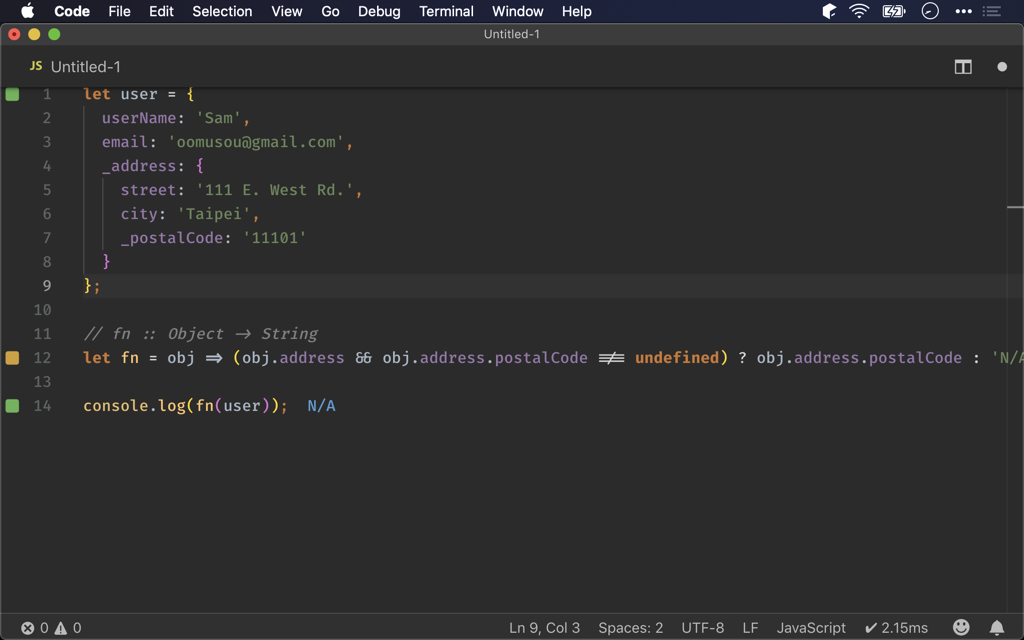 Code File Edit Selection View Go Debug Terminal Window Help
Untitled-1
JS Untitled-1
1 let user = {
2 userName: 'Sam',
3 email: 'oomusou@gmail.com',
4 _address: {
5 street: '111 E. West Rd.',
6 city: 'Taipei',
7 _postalCode: '11101'
8 }
9 };
10
11 // fn :: Object -> String
12 let fn = obj => (obj.address && obj.address.postalCode !== undefined) ? obj.address.postalCode : 'N/A
13
14 console.log(fn(user)); N/A
0 0 Ln 9, Col 3 Spaces: 2 UTF-8 LF JavaScript ✔ 2.15ms